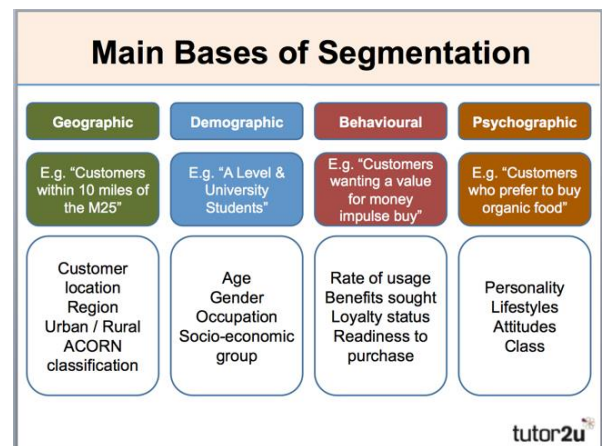 Main Bases of Segmentation
Geographic
Demographic
Behavioural
Psychographic
E.g. “Customers
within 10 miles of
the M25”
E.g. “A Level &
University
Students”
E.g. “Customers
wanting a value
for money
impulse buy”
E.g. “Customers
who prefer to buy
organic food”
Customer
location
Region
Urban / Rural
ACORN
classification
Age
Gender
Occupation
Socio-economic
group
Rate of usage
Benefits sought
Loyalty status
Readiness to
purchase
Personality
Lifestyles
Attitudes
Class
tutor2u